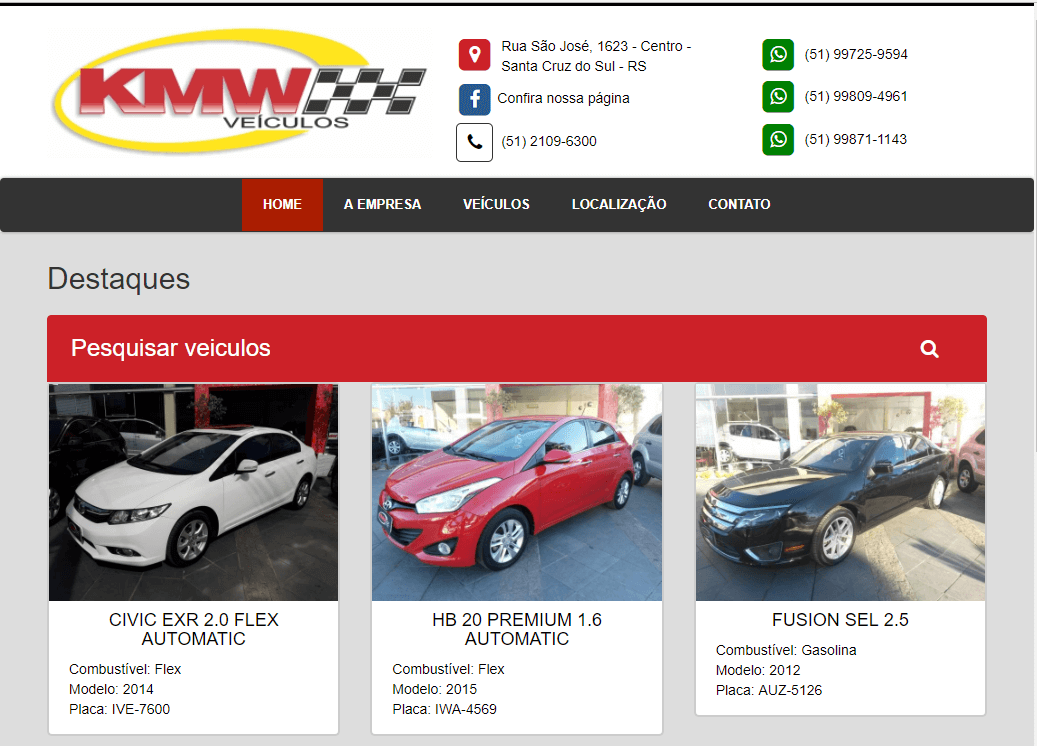 KMW
VEÍCULOS
Rua São José, 1623 - Centro -
Santa Cruz do Sul - RS
Confira nossa página
(51) 2109-6300
(51) 99725-9594
(51) 99809-4961
(51) 99871-1143
HOME A EMPRESA VEÍCULOS LOCALIZAÇÃO CONTATO
Destaques
Pesquisar veiculos
CIVIC EXR 2.0 FLEX
AUTOMATIC
Combustível: Flex
Modelo: 2014
Placa: IVE-7600
HB 20 PREMIUM 1.6
AUTOMATIC
Combustível: Flex
Modelo: 2015
Placa: IWA-4569
FUSION SEL 2.5
Combustível: Gasolina
Modelo: 2012
Placa: AUZ-5126